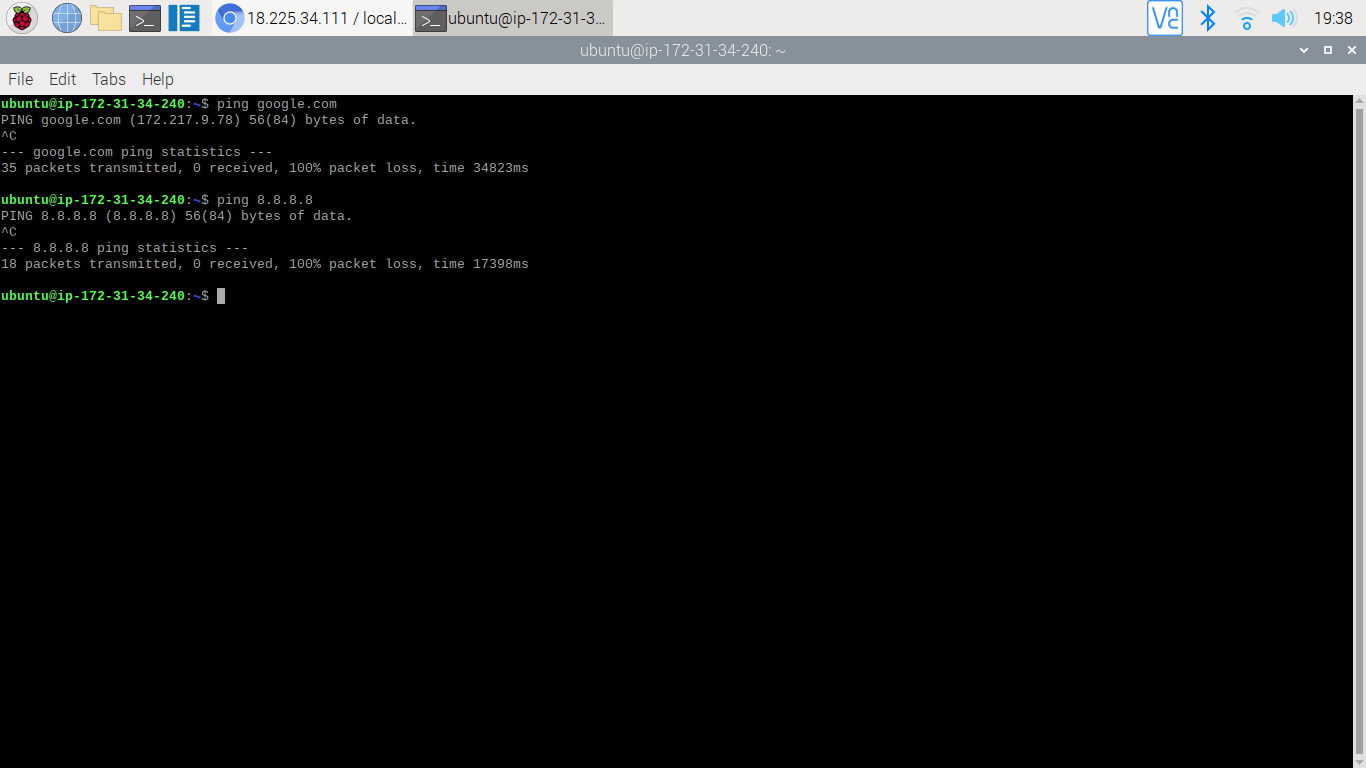 18.225.34.111 / local...
ubuntu@ip-172-31-3...
19:38
ubuntu@ip-172-31-34-240: ~
File Edit Tabs Help
ubuntu@ip-172-31-34-240:~$ ping google.com
PING google.com (172.217.9.78) 56(84) bytes of data.
^C
--- google.com ping statistics ---
35 packets transmitted, 0 received, 100% packet loss, time 34823ms
ubuntu@ip-172-31-34-240:~$ ping 8.8.8.8
PING 8.8.8.8 (8.8.8.8) 56(84) bytes of data.
^C
--- 8.8.8.8 ping statistics ---
18 packets transmitted, 0 received, 100% packet loss, time 17398ms
ubuntu@ip-172-31-34-240:~$